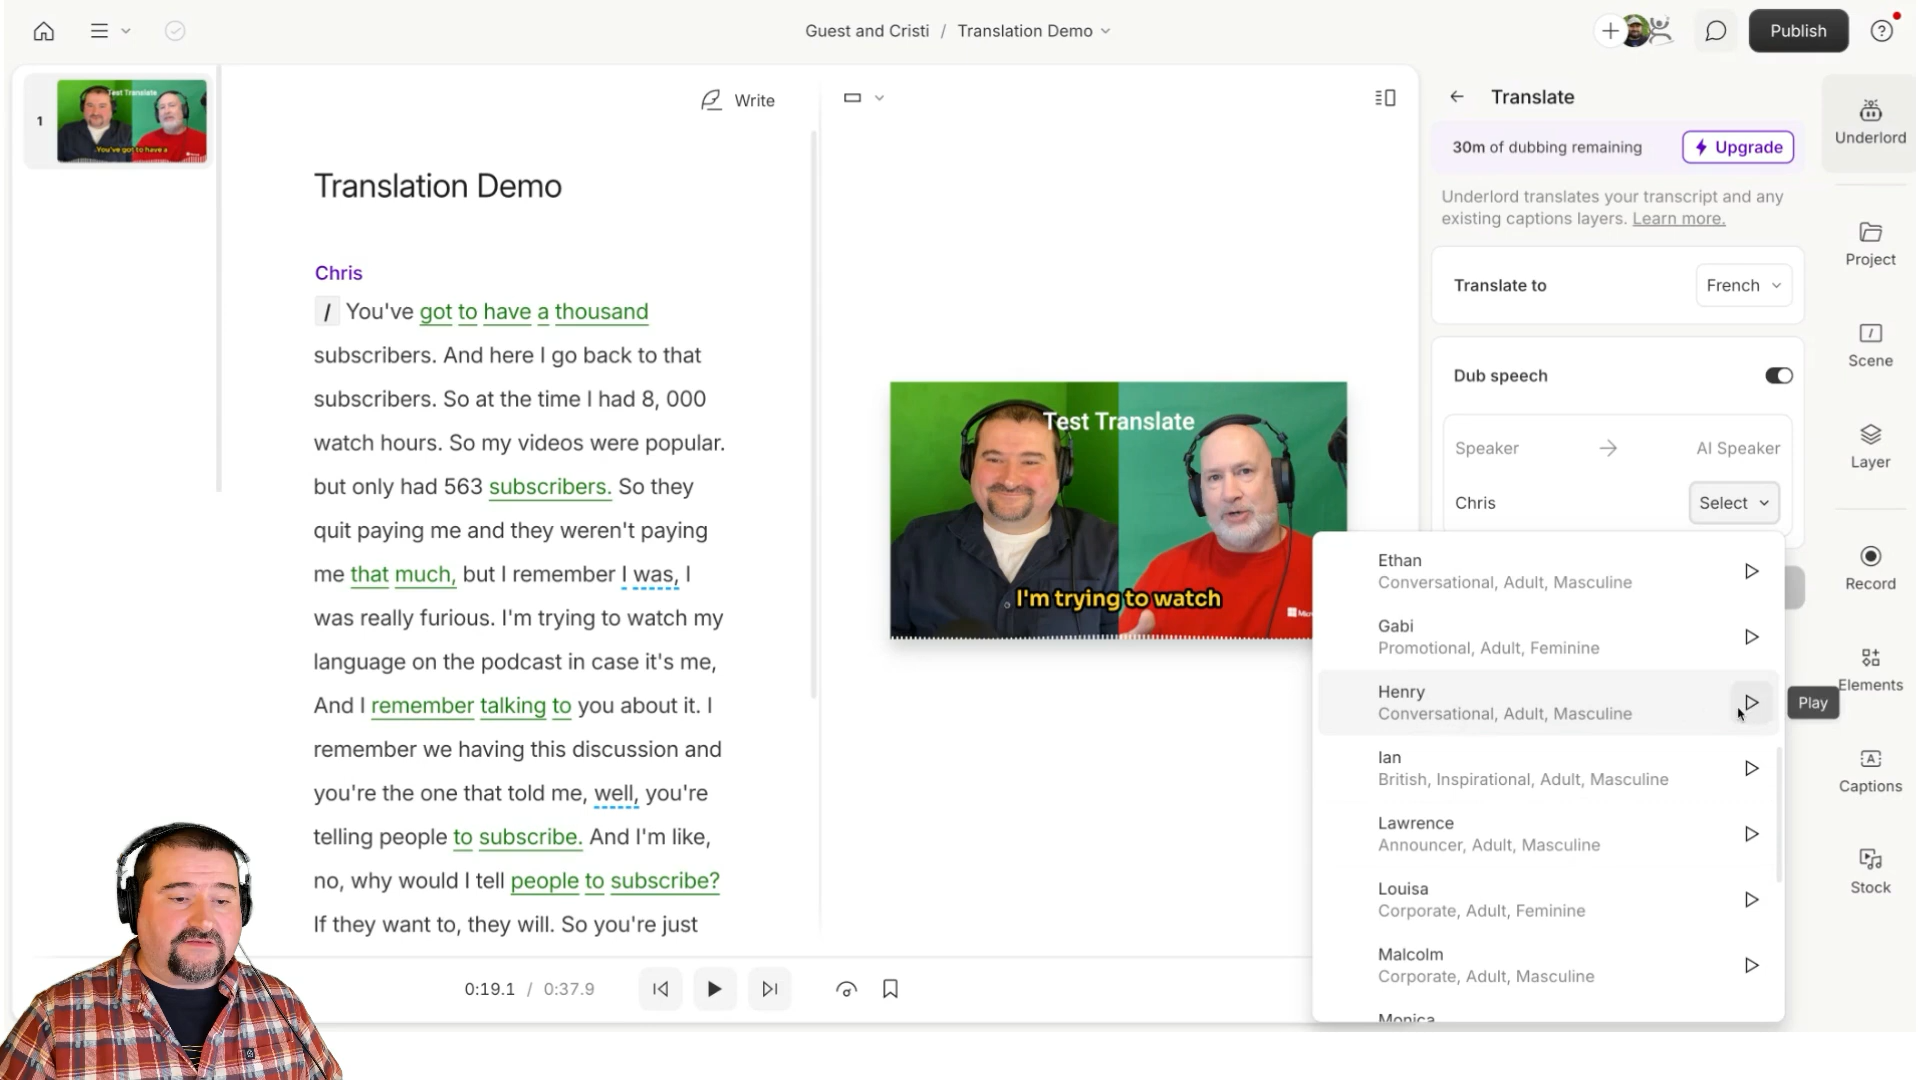 Guest and Cristi / Translation Demo
Publish
1
Test Translate
You've got to have a
Write
Translation Demo
Chris
/ You've got to have a thousand
subscribers. And here I go back to that
subscribers. So at the time I had 8, 000
watch hours. So my videos were popular.
but only had 563 subscribers. So they
quit paying me and they weren't paying
me that much, but I remember I was, I
was really furious. I'm trying to watch my
language on the podcast in case it's me,
And I remember talking to you about it. I
remember we having this discussion and
you're the one that told me, well, you're
telling people to subscribe. And I'm like,
no, why would I tell people to subscribe?
If they want to, they will. So you're just
Test Translate
I'm trying to watch
0:19.1 / 0:37.9
Translate
30m of dubbing remaining
Upgrade
Underlord translates your transcript and any
existing captions layers. Learn more.
Translate to
French
Dub speech
Speaker
AI Speaker
Chris
Select
Ethan
Conversational, Adult, Masculine
Gabi
Promotional, Adult, Feminine
Henry
Conversational, Adult, Masculine
Play
Ian
British, Inspirational, Adult, Masculine
Lawrence
Announcer, Adult, Masculine
Louisa
Corporate, Adult, Feminine
Malcolm
Corporate, Adult, Masculine
Monica
Underlord
Project
Scene
Layer
Record
Elements
Captions
Stock